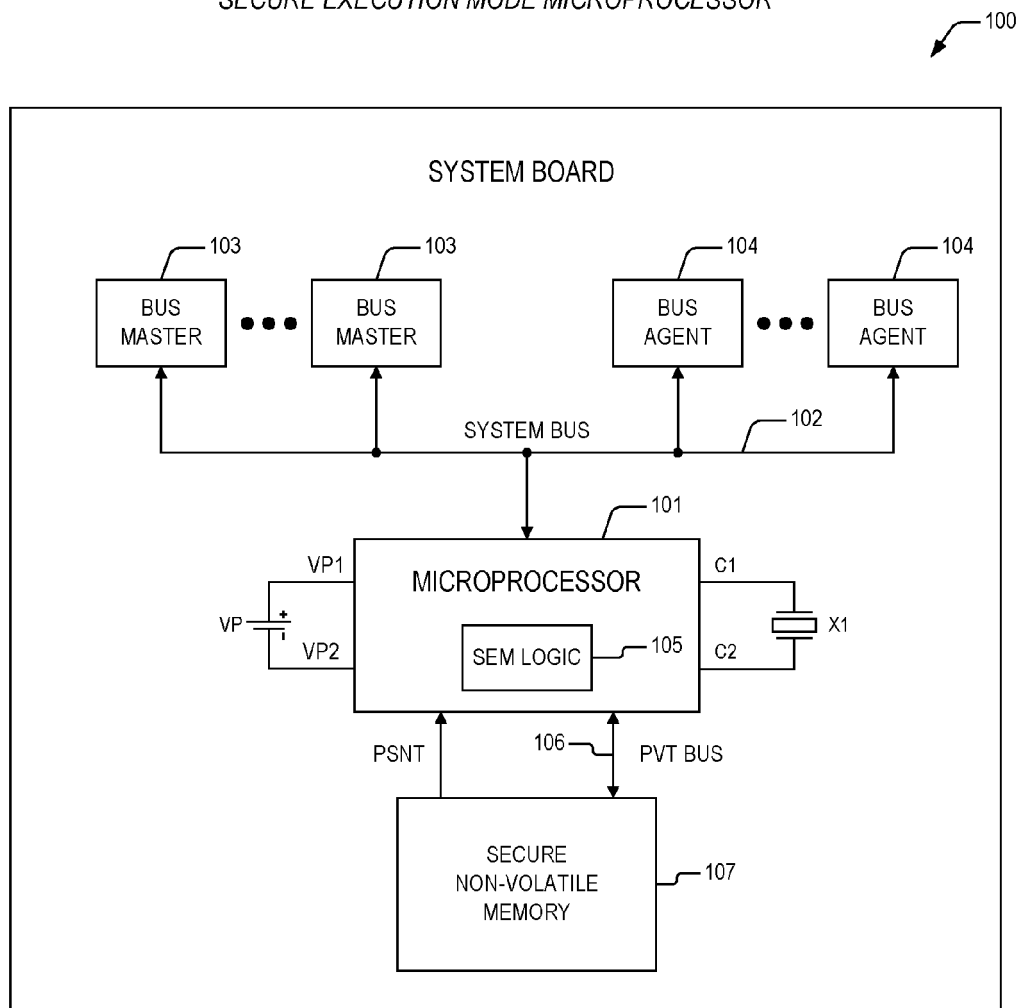 SECURE EXECUTION MODE MICROPROCESSOR
100
SYSTEM BOARD
103
103
104
104
BUS
MASTER
BUS
MASTER
BUS
AGENT
BUS
AGENT
SYSTEM BUS
102
101
VP1
MICROPROCESSOR
C1
VP
+
-
X1
VP2
SEM LOGIC
105
C2
PSNT
106
PVT BUS
SECURE
NON-VOLATILE
MEMORY
107